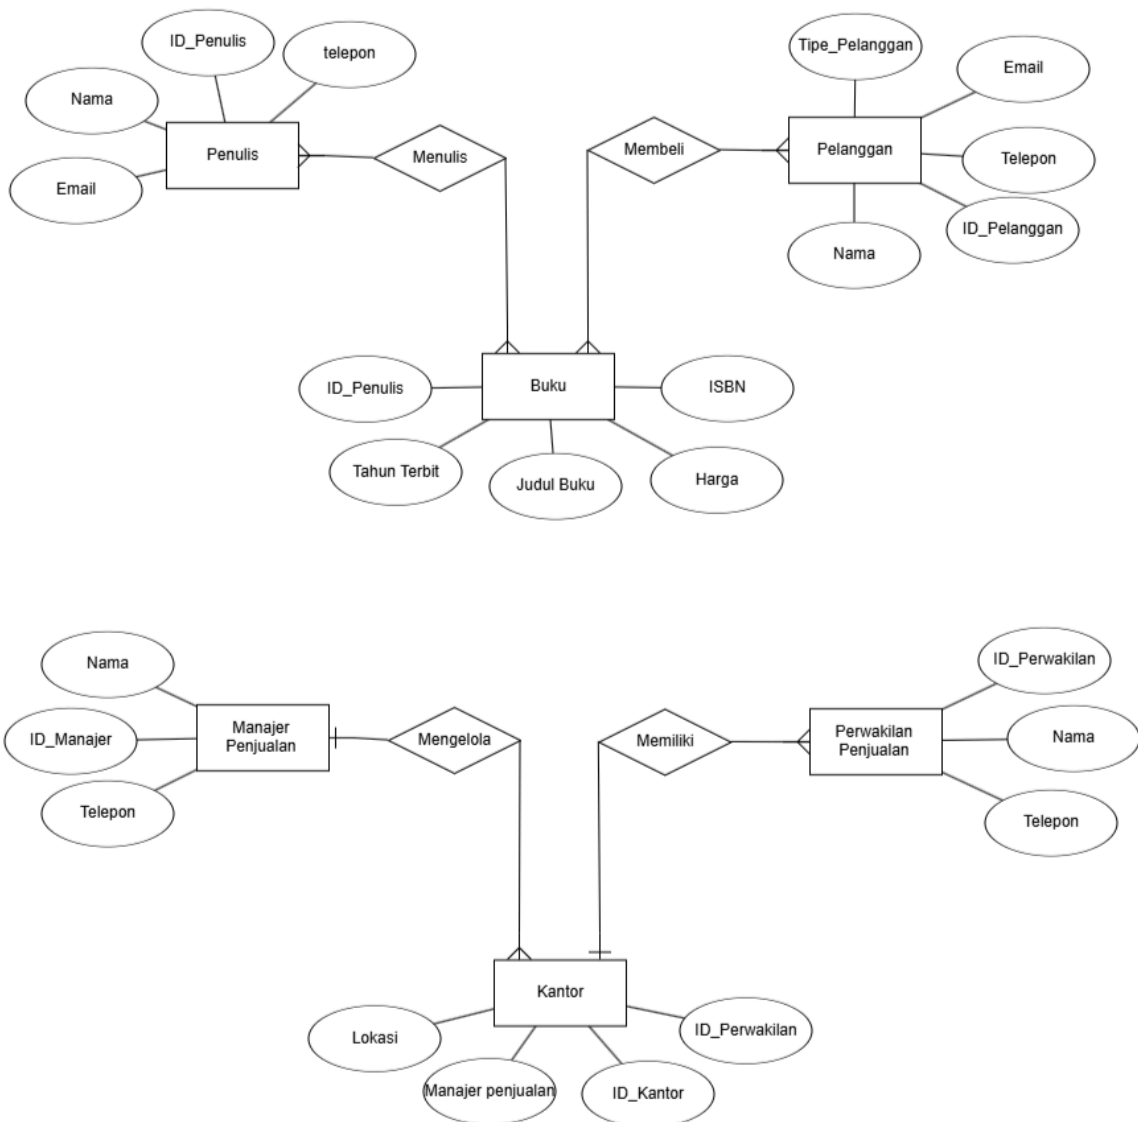 ID_Penulis
telepon
Nama
Email
Penulis
Menulis
Membeli
Tipe_Pelanggan
Email
Telepon
ID_Pelanggan
Nama
Pelanggan
ID_Penulis
Buku
ISBN
Tahun Terbit
Judul Buku
Harga
Nama
ID_Manajer
Telepon
Manajer
Penjualan
Mengelola
Memiliki
Perwakilan
Penjualan
ID_Perwakilan
Nama
Telepon
Kantor
Lokasi
Manajer penjualan
ID_Kantor
ID_Perwakilan